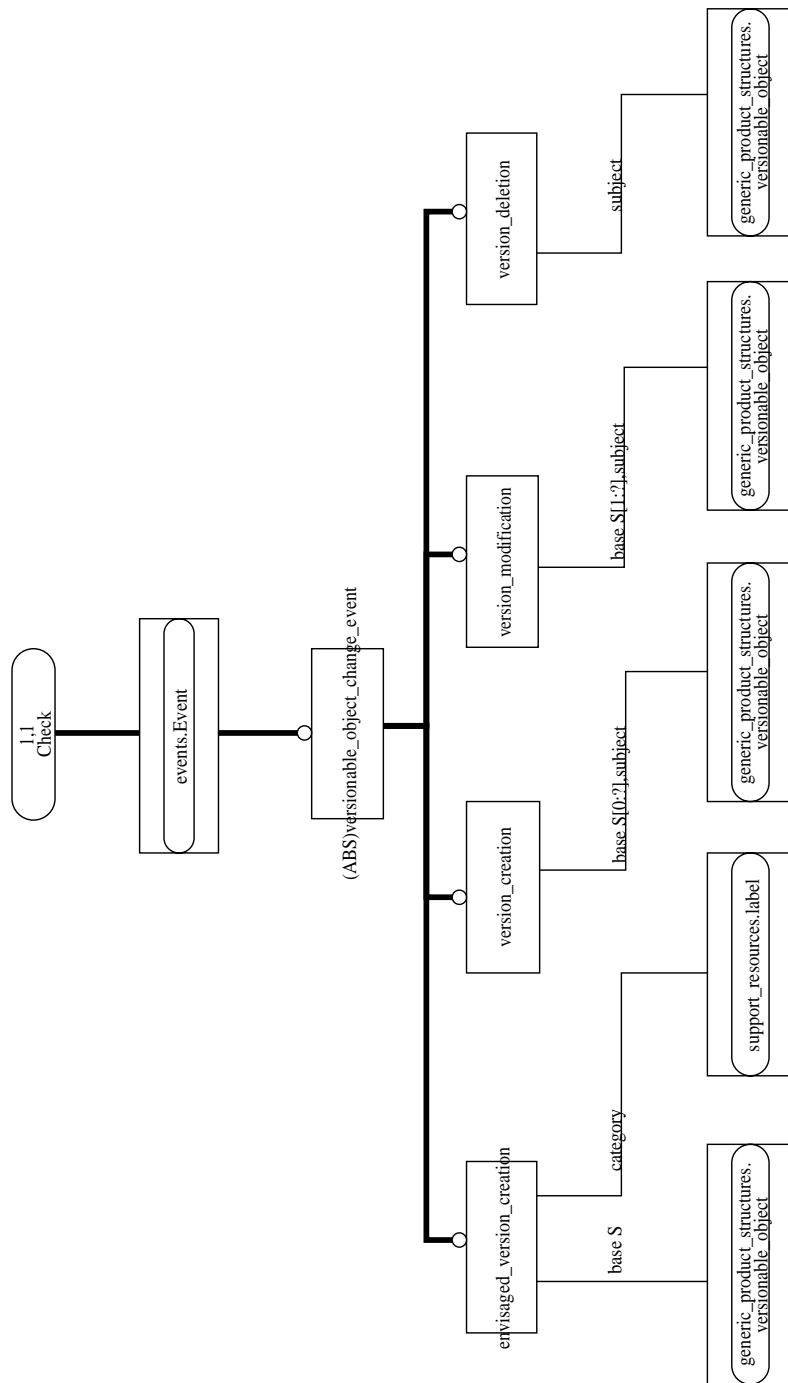 1,1
Check
events.Event
(ABS)versionable_object_change_event
envisaged_version_creation
version_creation
version_modification
version_deletion
base S
category
base S[0:?],subject
base S[1:?],subject
subject
generic_product_structures.
versionable_object
support_resources.label
generic_product_structures.
versionable_object
generic_product_structures.
versionable_object
generic_product_structures.
versionable_object